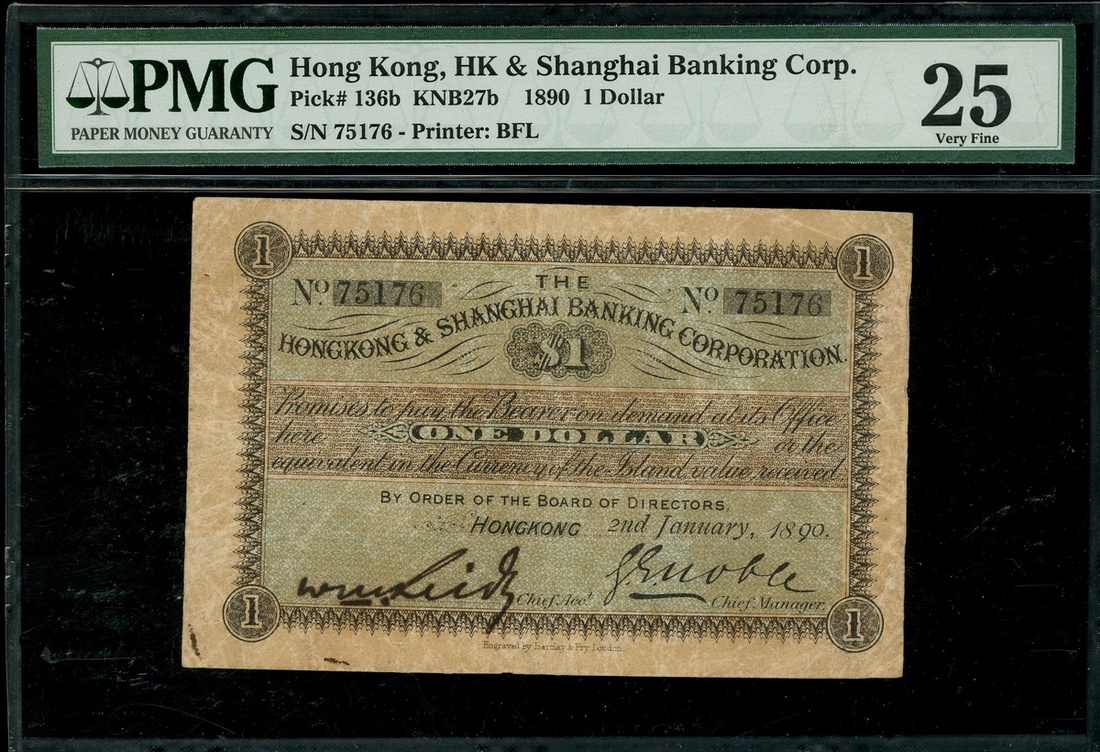 PMG
PAPER MONEY GUARANTY
Hong Kong, HK & Shanghai Banking Corp.
Pick# 136b KNB27b 1890 1 Dollar
S/N 75176 - Printer: BFL
25
Very Fine
1 1
THE
No 75176 No. 75176
HONGKONG & SHANGHAI BANKING CORPORATION.
$1
Promises to pay the Bearer on demand at its Office
here ONE DOLLAR or the
equivalent in the Currency of the Island value received
BY ORDER OF THE BOARD OF DIRECTORS,
HONGKONG 2nd January, 1890.
Chief Acct. Chief Manager.
1 1
Engraved by Barclay & Fry London